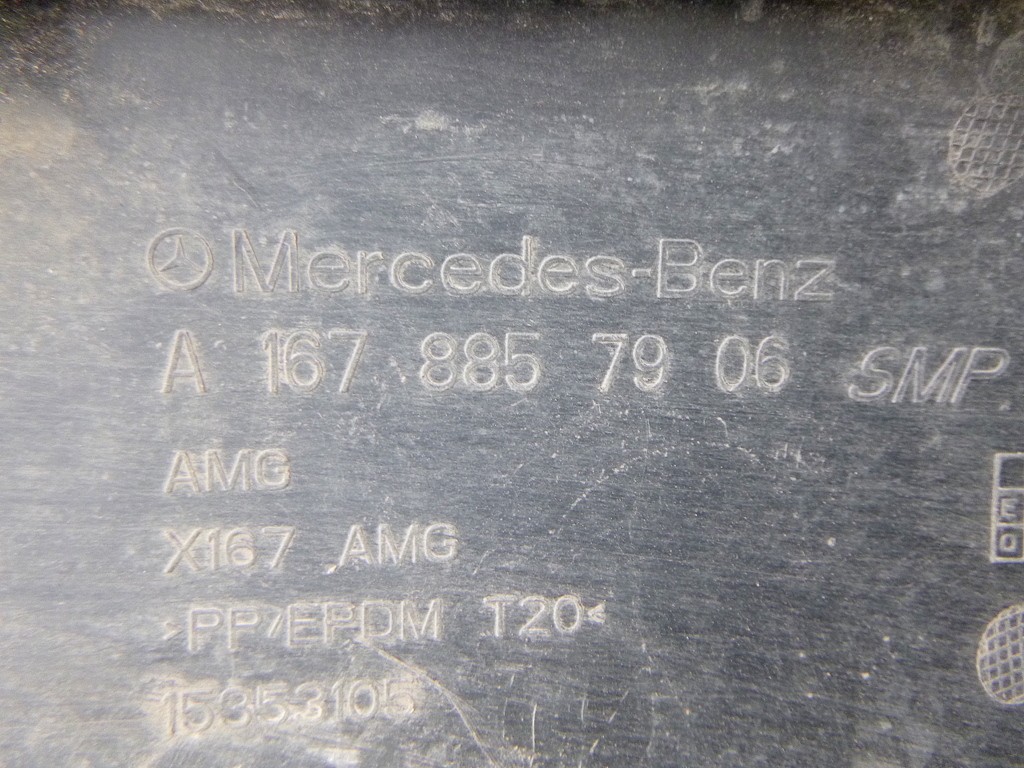 Mercedes-Benz
A 167 885 79 06 SMP
AMG
X167 AMG
>PP/EPDM T20<
15353105